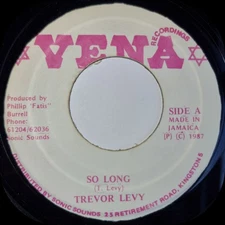 VENA
RECORDINGS
Produced by
Phillip "Fatis"
Burrell
Phone:
61204/62036
Sonic Sounds
SIDE A
MADE IN
JAMAICA
(P) (C) 1987
SO LONG
(T. Levy)
TREVOR LEVY
DISTRIBUTED BY SONIC SOUNDS 25 RETIREMENT ROAD, KINGSTON 5